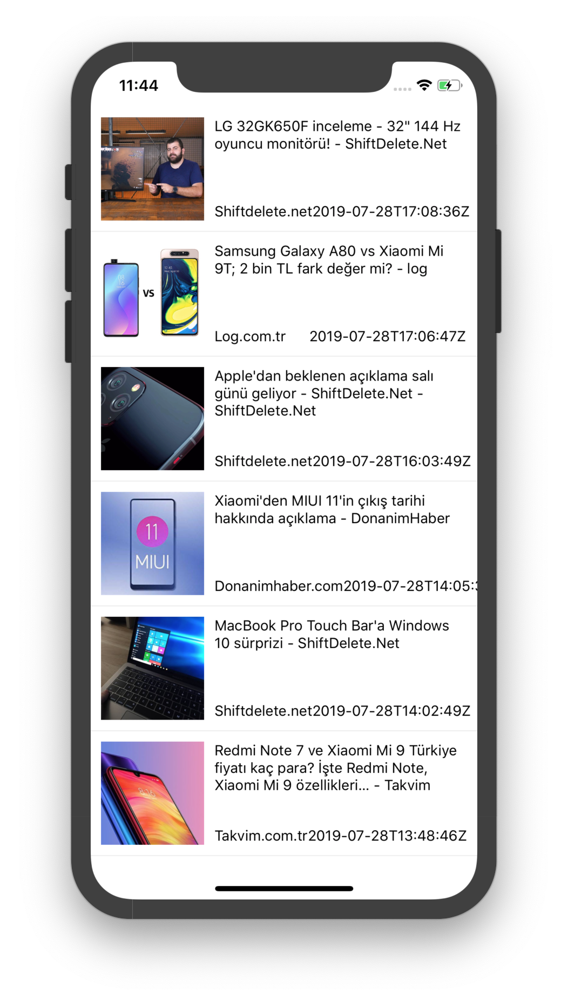 11:44
LG 32GK650F inceleme - 32" 144 Hz
oyuncu monitörü! - ShiftDelete.Net
Shiftdelete.net2019-07-28T17:08:36Z
08
16
VS
12:45
Samsung Galaxy A80 vs Xiaomi Mi
9T; 2 bin TL fark değer mi? - log
Log.com.tr 2019-07-28T17:06:47Z
Apple'dan beklenen açıklama salı
günü geliyor - ShiftDelete.Net -
ShiftDelete.Net
Shiftdelete.net2019-07-28T16:03:49Z
11
MIUI
Xiaomi'den MIUI 11'in çıkış tarihi
hakkında açıklama - DonanimHaber
Donanimhaber.com2019-07-28T14:05:
MacBook Pro Touch Bar'a Windows
10 sürprizi - ShiftDelete.Net
Shiftdelete.net2019-07-28T14:02:49Z
8:16
Redmi Note 7 ve Xiaomi Mi 9 Türkiye
fiyatı kaç para? İşte Redmi Note,
Xiaomi Mi 9 özellikleri... - Takvim
Takvim.com.tr2019-07-28T13:48:46Z